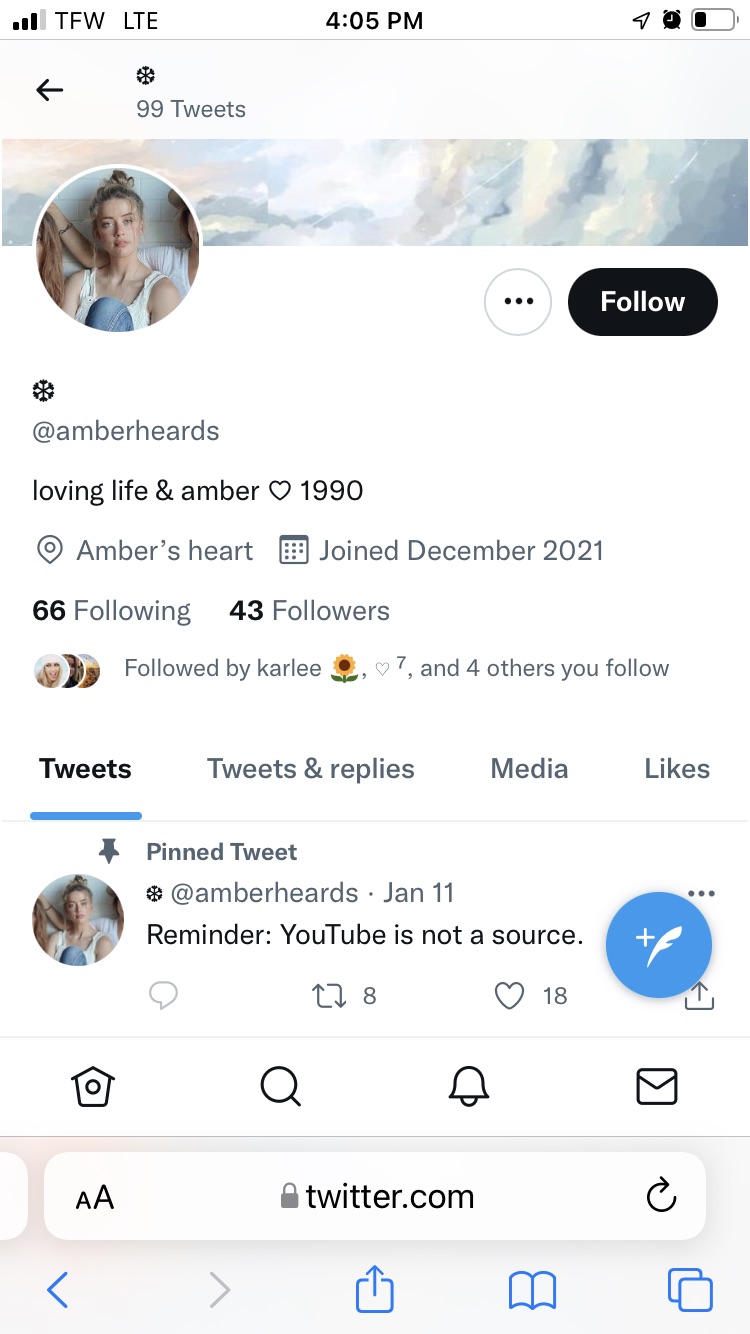 TFW LTE 4:05 PM
❄
99 Tweets
Follow
❄
@amberheards
loving life & amber ♡ 1990
Amber’s heart Joined December 2021
66 Following 43 Followers
Followed by karlee 🌻, ♡ ⁷, and 4 others you follow
Tweets Tweets & replies Media Likes
Pinned Tweet
❄ @amberheards · Jan 11
Reminder: YouTube is not a source.
8 18
AA twitter.com